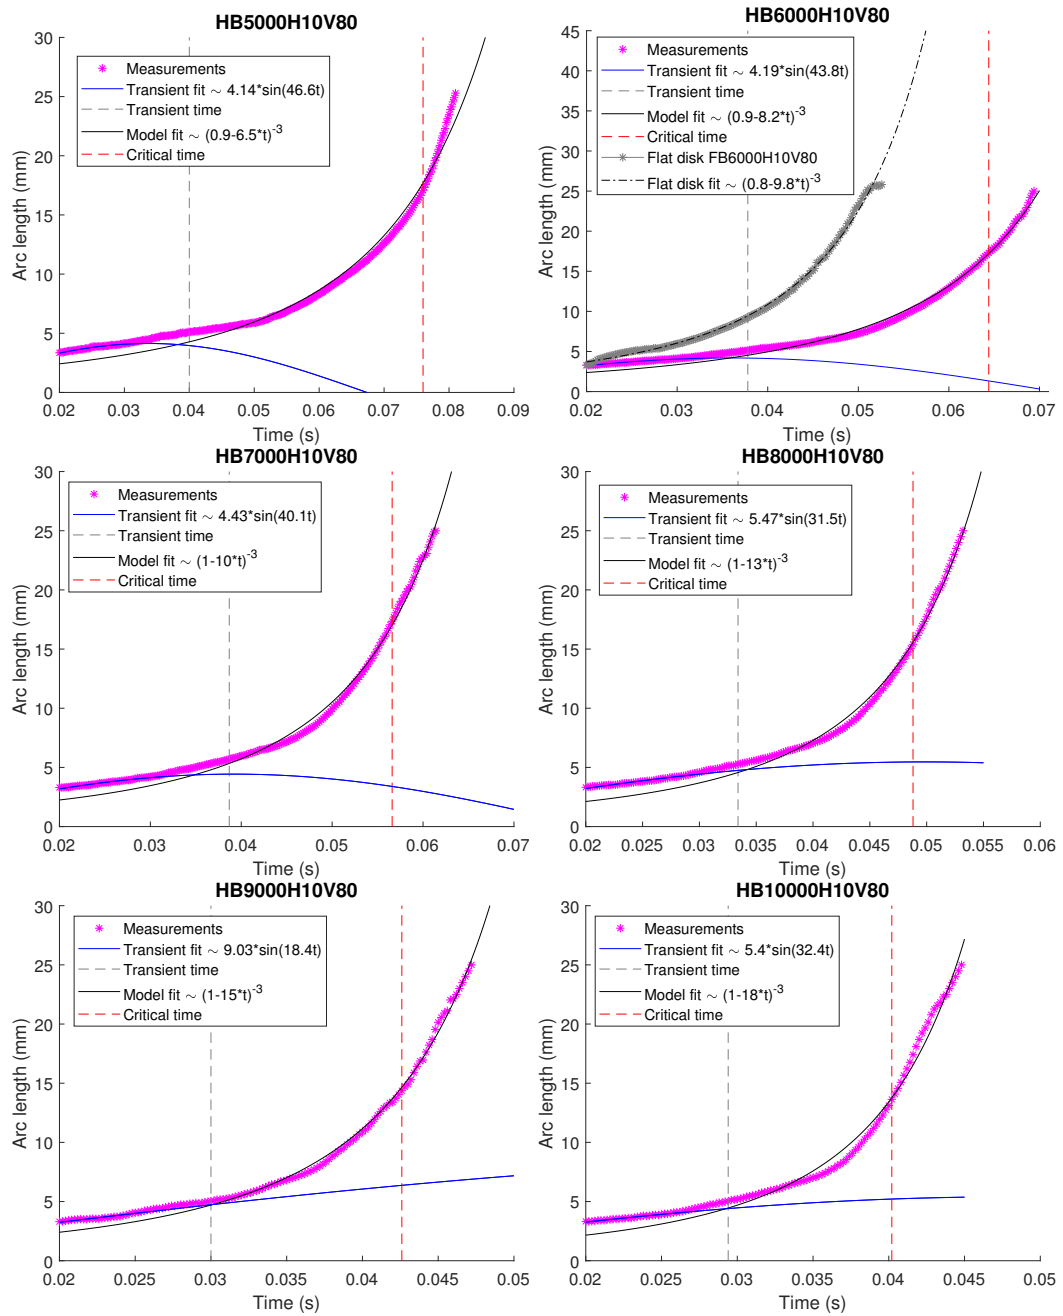 HB5000H10V80
Arc length (mm)
30
25
20
15
10
5
0
Measurements
Transient fit ~ 4.14*sin(46.6t)
Transient time
Model fit ~ (0.9-6.5*t)⁻³
Critical time
0.02 0.03 0.04 0.05 0.06 0.07 0.08 0.09
Time (s)
HB6000H10V80
Arc length (mm)
45
40
35
30
25
20
15
10
5
0
Measurements
Transient fit ~ 4.19*sin(43.8t)
Transient time
Model fit ~ (0.9-8.2*t)⁻³
Critical time
Flat disk FB6000H10V80
Flat disk fit ~ (0.8-9.8*t)⁻³
0.02 0.03 0.04 0.05 0.06 0.07
Time (s)
HB7000H10V80
Arc length (mm)
30
25
20
15
10
5
0
Measurements
Transient fit ~ 4.43*sin(40.1t)
Transient time
Model fit ~ (1-10*t)⁻³
Critical time
0.02 0.03 0.04 0.05 0.06 0.07
Time (s)
HB8000H10V80
Arc length (mm)
30
25
20
15
10
5
0
Measurements
Transient fit ~ 5.47*sin(31.5t)
Transient time
Model fit ~ (1-13*t)⁻³
Critical time
0.02 0.025 0.03 0.035 0.04 0.045 0.05 0.055 0.06
Time (s)
HB9000H10V80
Arc length (mm)
30
25
20
15
10
5
0
Measurements
Transient fit ~ 9.03*sin(18.4t)
Transient time
Model fit ~ (1-15*t)⁻³
Critical time
0.02 0.025 0.03 0.035 0.04 0.045 0.05
Time (s)
HB10000H10V80
Arc length (mm)
30
25
20
15
10
5
0
Measurements
Transient fit ~ 5.4*sin(32.4t)
Transient time
Model fit ~ (1-18*t)⁻³
Critical time
0.02 0.025 0.03 0.035 0.04 0.045 0.05
Time (s)